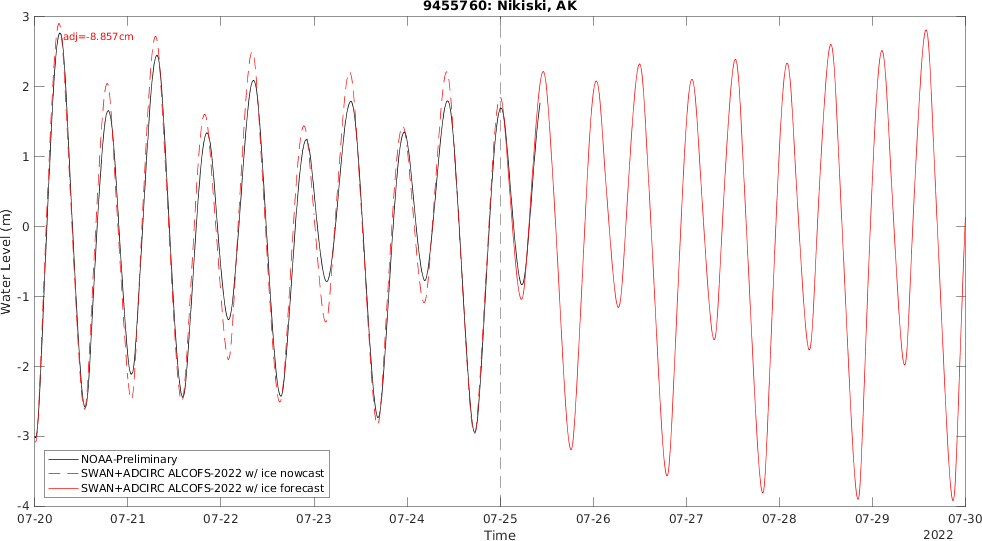 9455760: Nikiski, AK
adj=-8.857cm
3
2
1
0
-1
-2
-3
-4
Water Level (m)
NOAA-Preliminary
SWAN+ADCIRC ALCOFS-2022 w/ ice nowcast
SWAN+ADCIRC ALCOFS-2022 w/ ice forecast
07-20 07-21 07-22 07-23 07-24 07-25 07-26 07-27 07-28 07-29 07-30
Time
2022